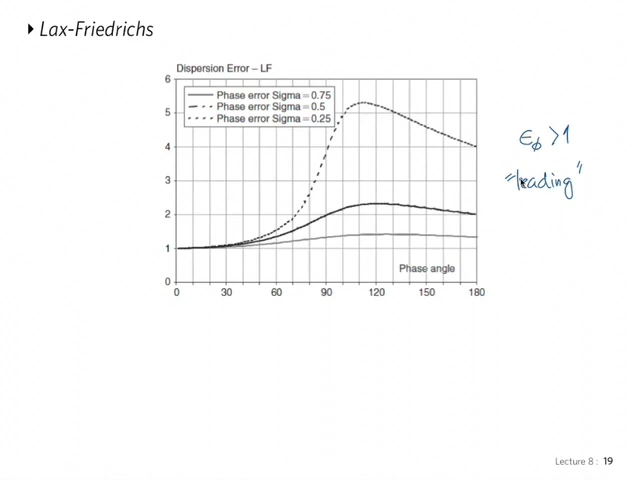 Lax-Friedrichs
Dispersion Error – LF
6
Phase error Sigma = 0.75
Phase error Sigma = 0.5
Phase error Sigma = 0.25
5
4
3
2
1
0
Phase angle
0 30 60 90 120 150 180
ϵϕ >1
"leading"
Lecture 8 : 19